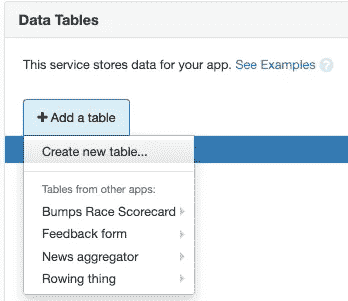 Data Tables
This service stores data for your app. See Examples ?
+ Add a table
Create new table...
Tables from other apps:
Bumps Race Scorecard
Feedback form
News aggregator
Rowing thing